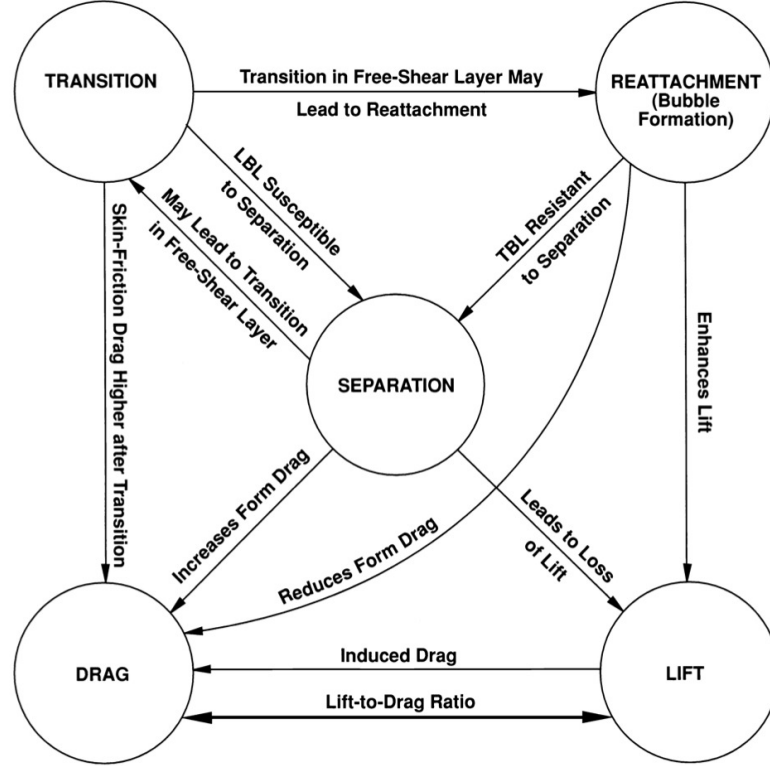 TRANSITION
Transition in Free-Shear Layer May
Lead to Reattachment
REATTACHMENT
(Bubble
Formation)
LBL Susceptible
to Separation
May Lead to Transition
in Free-Shear Layer
TBL Resistant
to Separation
Skin-Friction Drag Higher after Transition
Enhances Lift
SEPARATION
Increases Form Drag
Reduces Form Drag
Leads to Loss
of Lift
DRAG
Induced Drag
Lift-to-Drag Ratio
LIFT